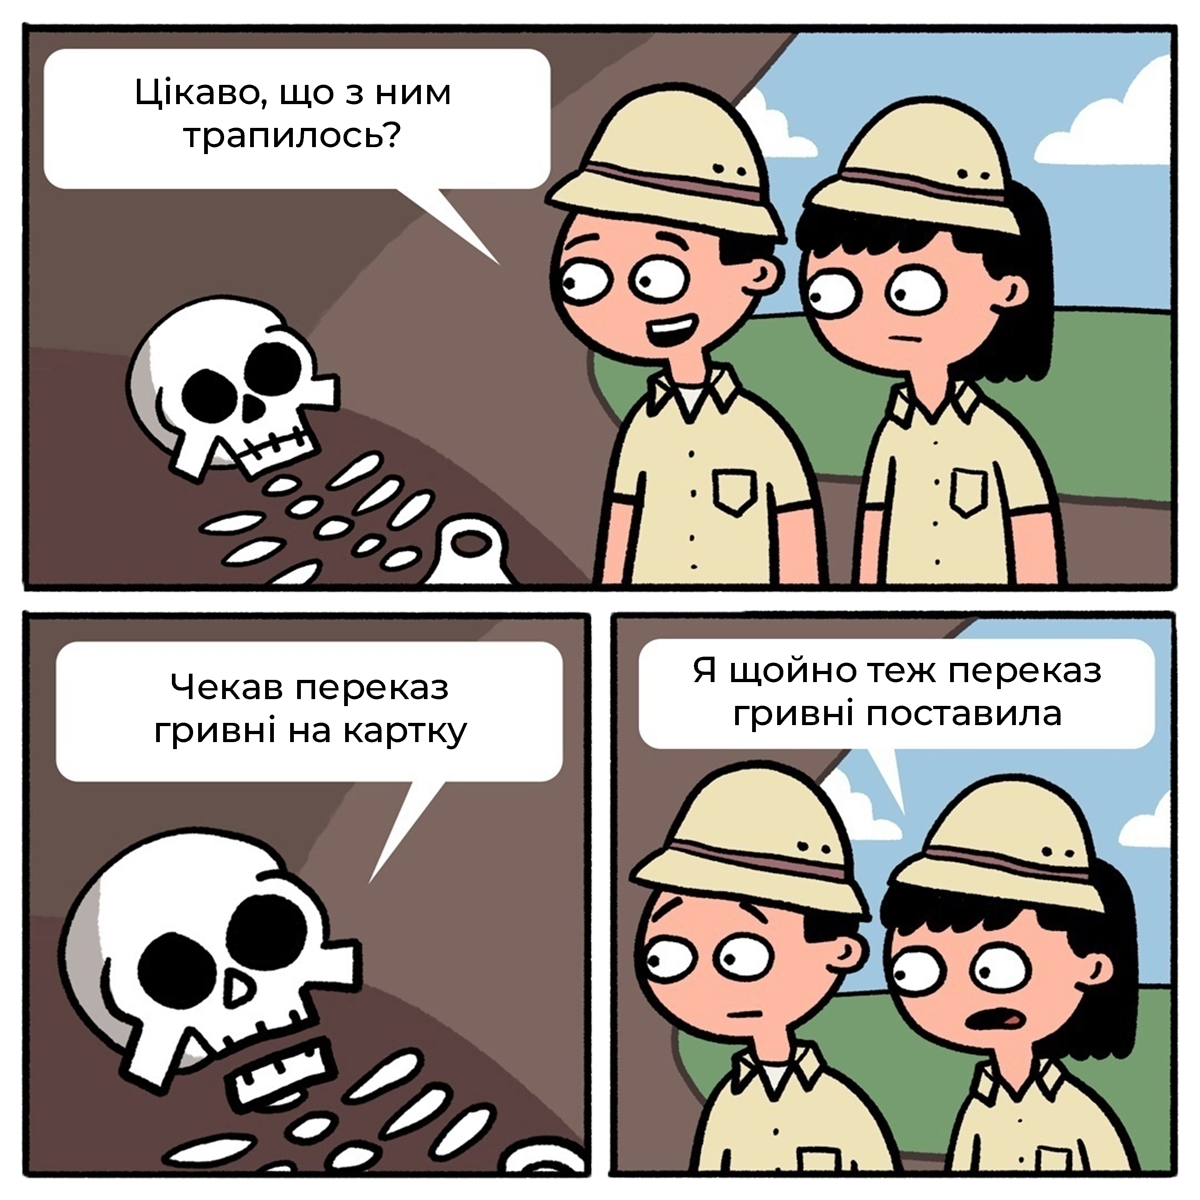 Цікаво, що з ним
трапилось?
Чекав переказ
гривні на картку
Я щойно теж переказ
гривні поставила